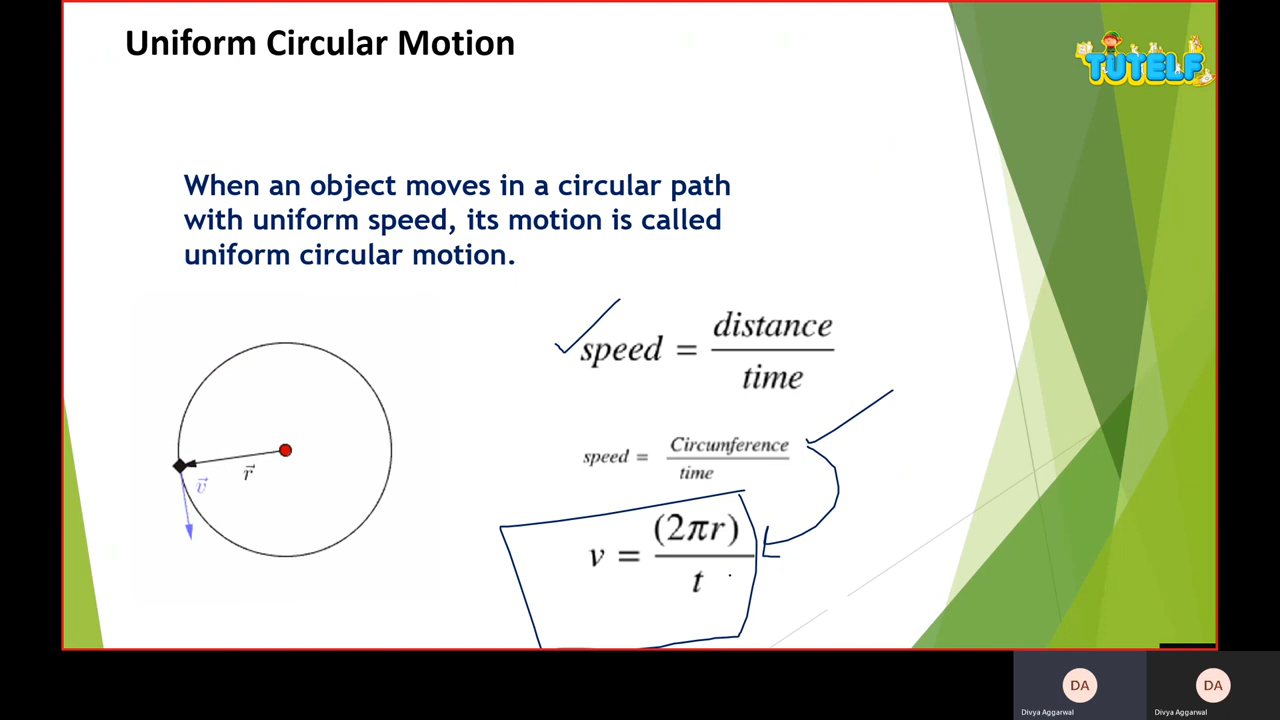 Uniform Circular Motion
TUTELF
When an object moves in a circular path
with uniform speed, its motion is called
uniform circular motion.
speed = distance / time
speed = Circumference / time
v = (2πr) / t
r⃗
v⃗
DA
Divya Aggarwal
DA
Divya Aggarwal